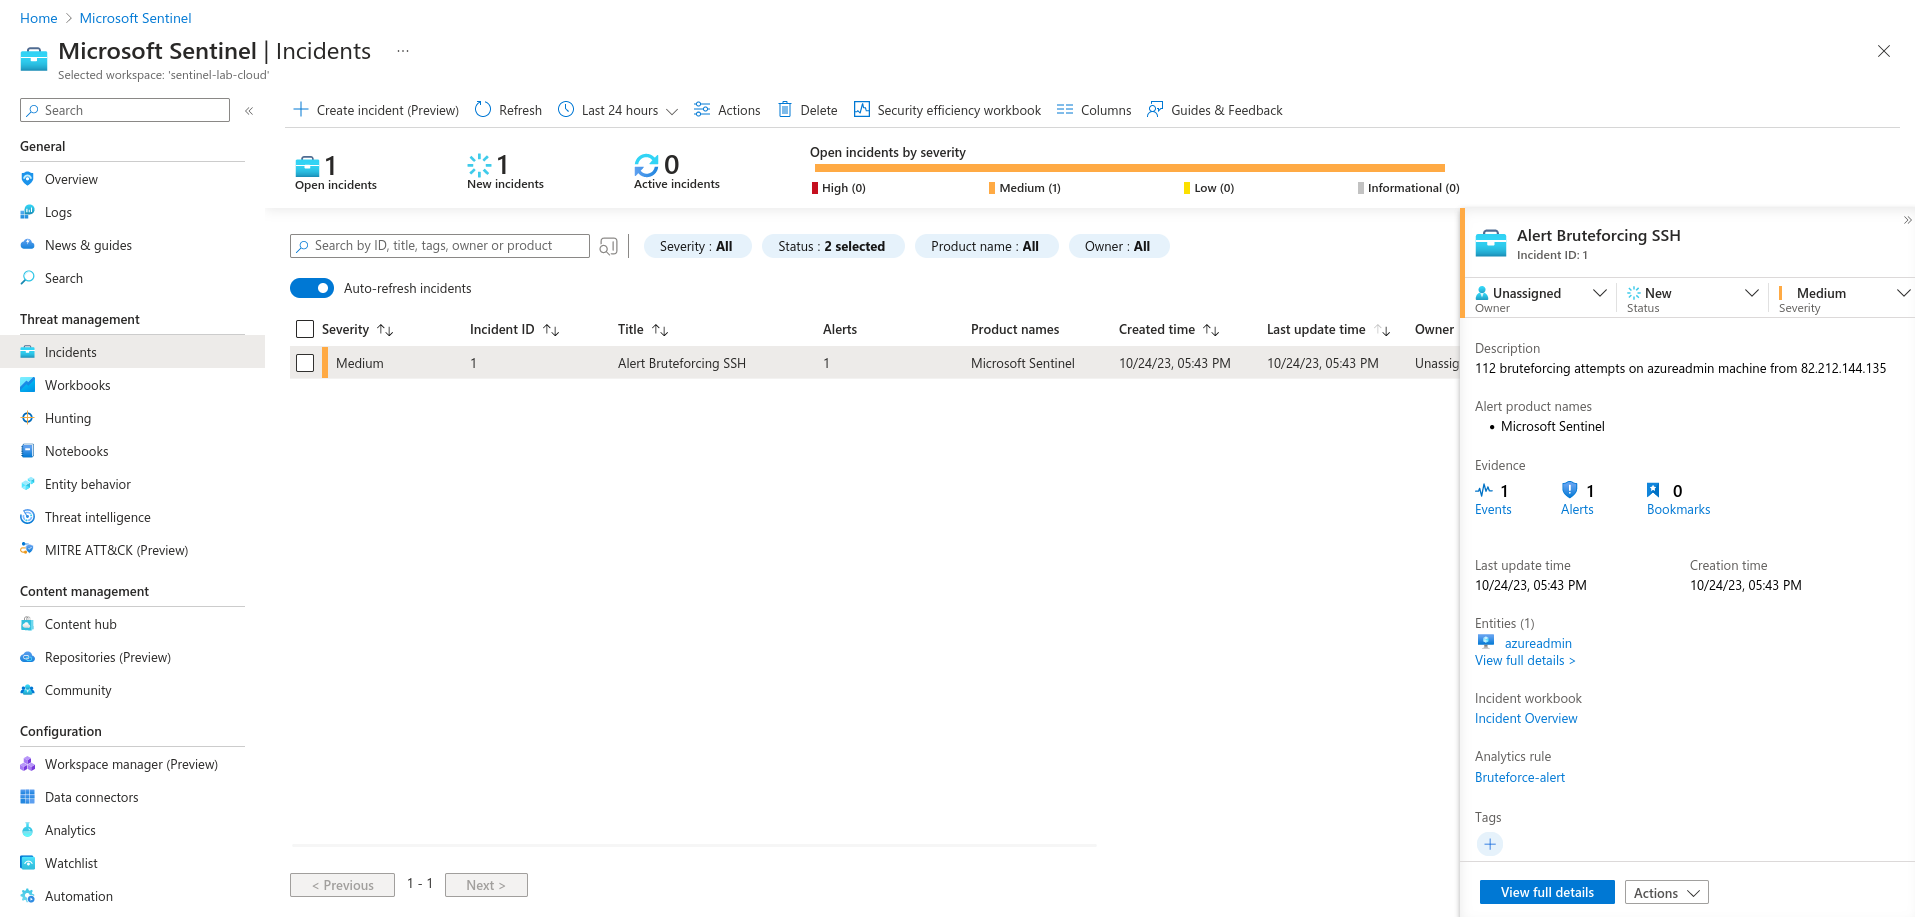 Home > Microsoft Sentinel
Microsoft Sentinel | Incidents ...
Selected workspace: 'sentinel-lab-cloud'
Search
«
General
Overview
Logs
News & guides
Search
Threat management
Incidents
Workbooks
Hunting
Notebooks
Entity behavior
Threat intelligence
MITRE ATT&CK (Preview)
Content management
Content hub
Repositories (Preview)
Community
Configuration
Workspace manager (Preview)
Data connectors
Analytics
Watchlist
Automation
Create incident (Preview) Refresh Last 24 hours Actions Delete Security efficiency workbook Columns Guides & Feedback
1
Open incidents
1
New incidents
0
Active incidents
Open incidents by severity
High (0) Medium (1) Low (0) Informational (0)
Search by ID, title, tags, owner or product
Severity : All Status : 2 selected Product name : All Owner : All
Auto-refresh incidents
Severity Incident ID Title Alerts Product names Created time Last update time Owner
Medium 1 Alert Bruteforcing SSH 1 Microsoft Sentinel 10/24/23, 05:43 PM 10/24/23, 05:43 PM Unassig
< Previous 1 - 1 Next >
»
Alert Bruteforcing SSH
Incident ID: 1
Unassigned New Medium
Owner Status Severity
Description
112 bruteforcing attempts on azureadmin machine from 82.212.144.135
Alert product names
• Microsoft Sentinel
Evidence
1 1 0
Events Alerts Bookmarks
Last update time Creation time
10/24/23, 05:43 PM 10/24/23, 05:43 PM
Entities (1)
azureadmin
View full details >
Incident workbook
Incident Overview
Analytics rule
Bruteforce-alert
Tags
+
View full details Actions